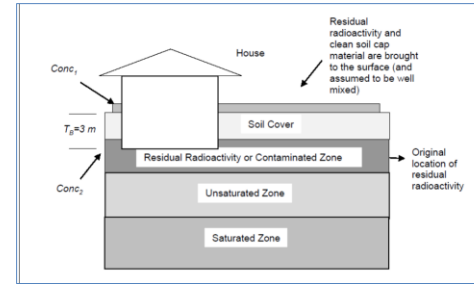 Residual
radioactivity and
clean soil cap
material are brought
to the surface (and
assumed to be well
mixed)
House
Conc₁
Tʙ=3 m
Soil Cover
Residual Radioactivity or Contaminated Zone
Original
location of
residual
radioactivity
Conc₂
Unsaturated Zone
Saturated Zone